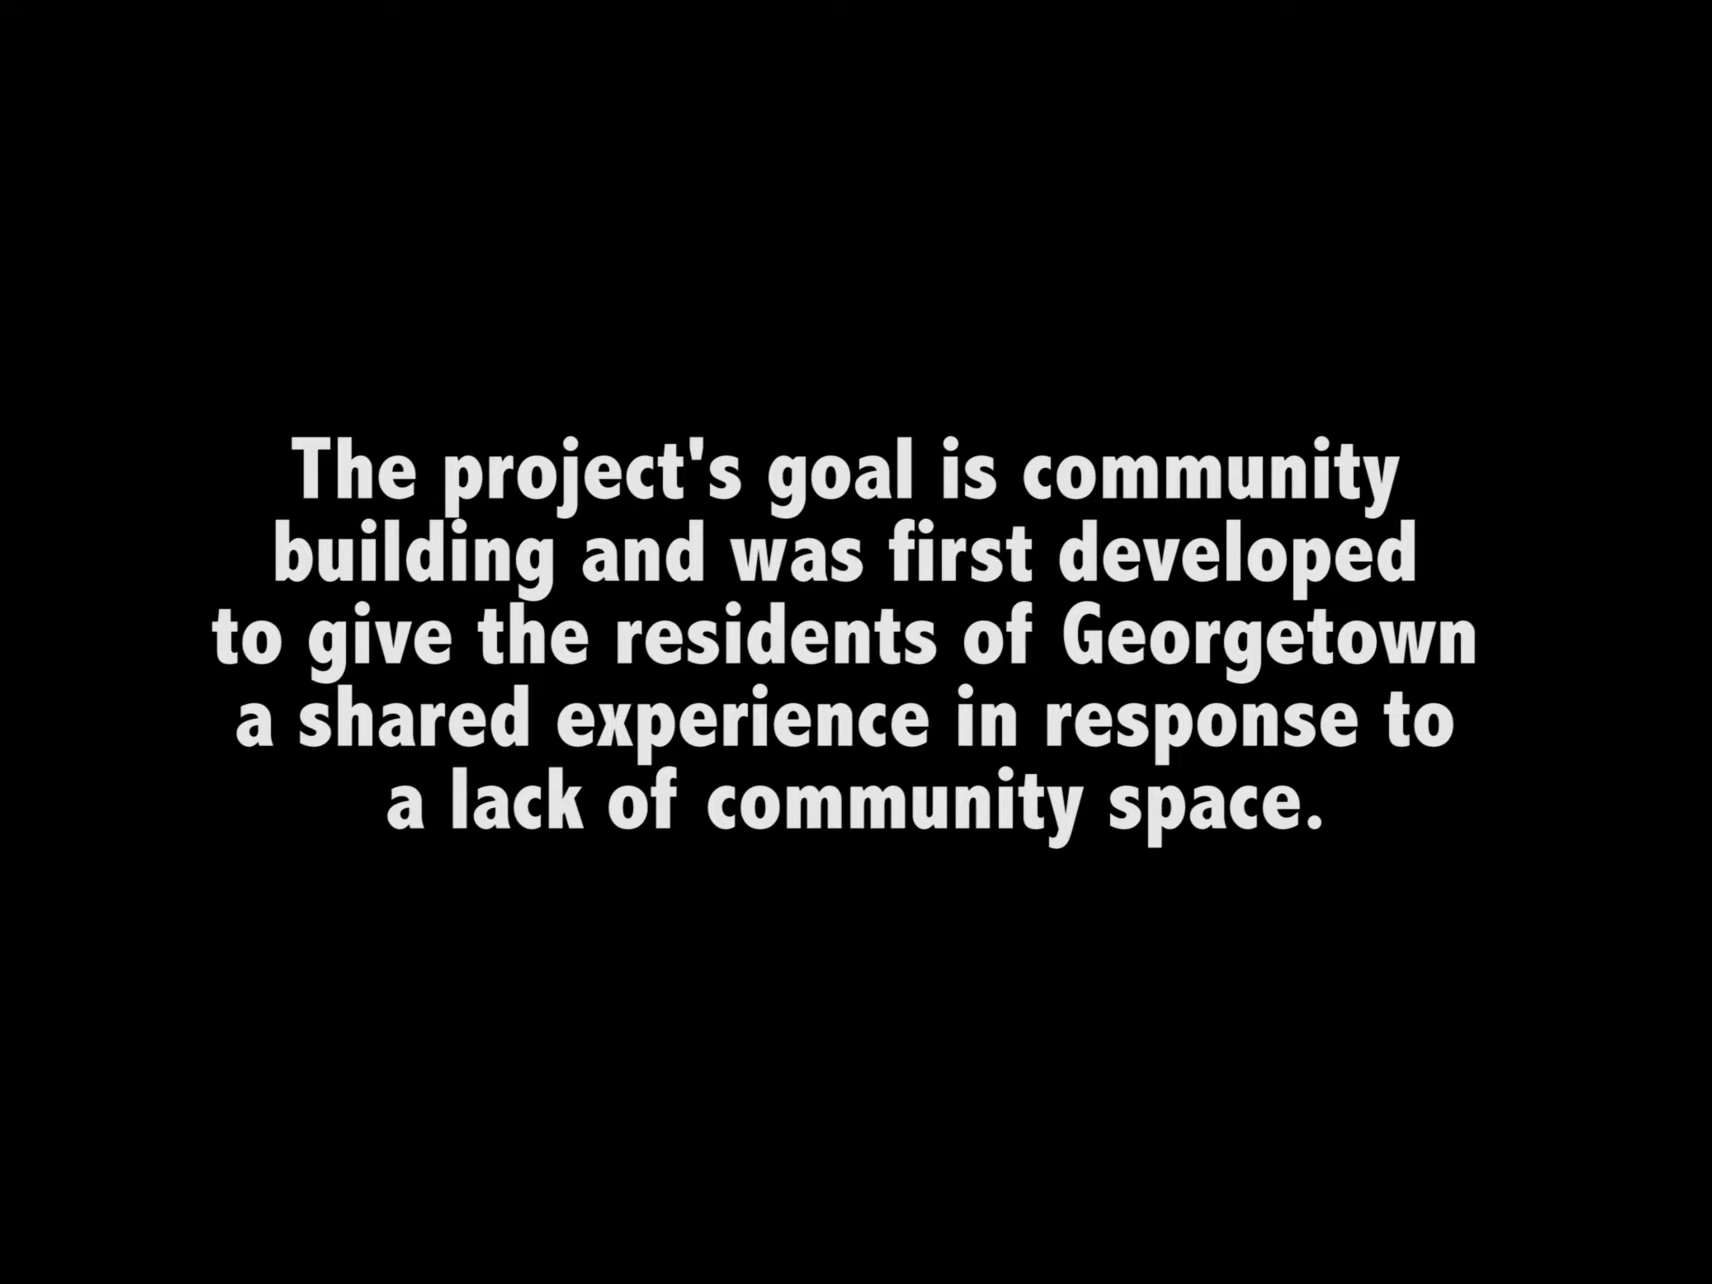 The project's goal is community
building and was first developed
to give the residents of Georgetown
a shared experience in response to
a lack of community space.